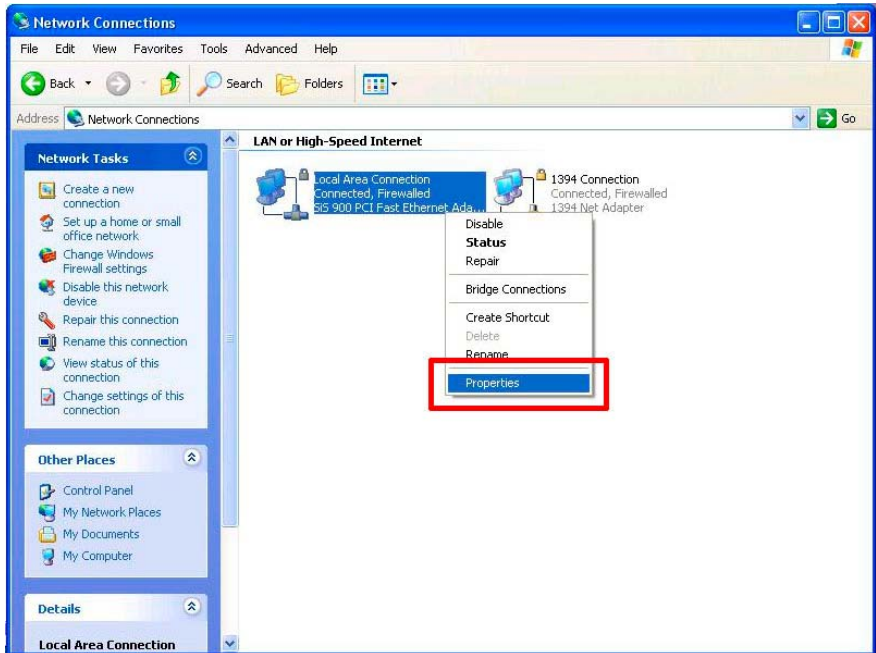 Network Connections
File Edit View Favorites Tools Advanced Help
Back Search Folders
Address Network Connections Go
Network Tasks
Create a new
connection
Set up a home or small
office network
Change Windows
Firewall settings
Disable this network
device
Repair this connection
Rename this connection
View status of this
connection
Change settings of this
connection
Other Places
Control Panel
My Network Places
My Documents
My Computer
Details
Local Area Connection
LAN or High-Speed Internet
Local Area Connection
Connected, Firewalled
SiS 900 PCI Fast Ethernet Ada...
1394 Connection
Connected, Firewalled
1394 Net Adapter
Disable
Status
Repair
Bridge Connections
Create Shortcut
Delete
Rename
Properties